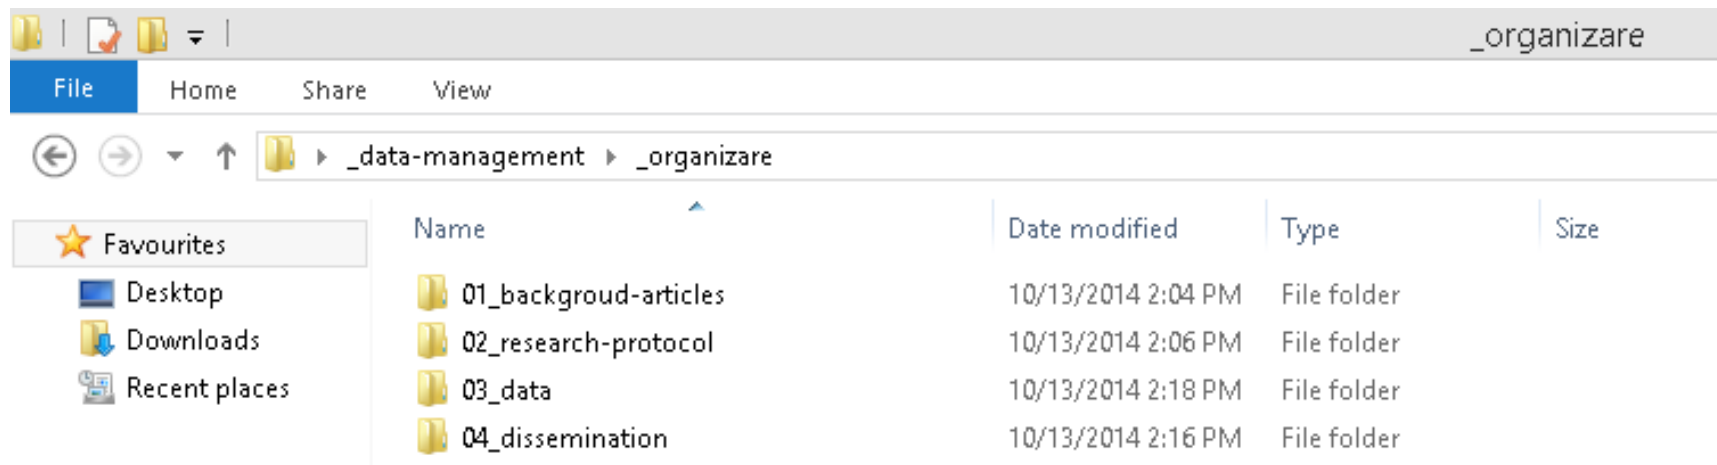 _organizare
File Home Share View
_data-management _organizare
Name Date modified Type Size
Favourites
Desktop 01_backgroud-articles 10/13/2014 2:04 PM File folder
Downloads 02_research-protocol 10/13/2014 2:06 PM File folder
Recent places 03_data 10/13/2014 2:18 PM File folder
04_dissemination 10/13/2014 2:16 PM File folder